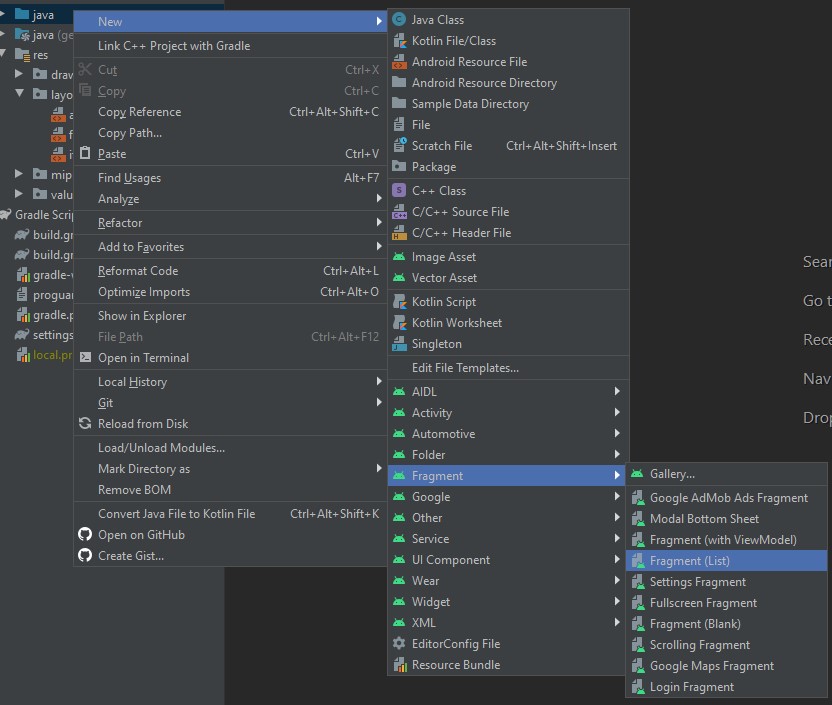 java
java (ge
res
draw
layo
a
f
i
mip
valu
Gradle Scrip
build.gr
build.gr
gradle-v
proguar
gradle.p
settings
local.pr
New
Link C++ Project with Gradle
Cut Ctrl+X
Copy Ctrl+C
Copy Reference Ctrl+Alt+Shift+C
Copy Path...
Paste Ctrl+V
Find Usages Alt+F7
Analyze
Refactor
Add to Favorites
Reformat Code Ctrl+Alt+L
Optimize Imports Ctrl+Alt+O
Show in Explorer
File Path Ctrl+Alt+F12
Open in Terminal
Local History
Git
Reload from Disk
Load/Unload Modules...
Mark Directory as
Remove BOM
Convert Java File to Kotlin File Ctrl+Alt+Shift+K
Open on GitHub
Create Gist...
Java Class
Kotlin File/Class
Android Resource File
Android Resource Directory
Sample Data Directory
File
Scratch File Ctrl+Alt+Shift+Insert
Package
C++ Class
C/C++ Source File
C/C++ Header File
Image Asset
Vector Asset
Kotlin Script
Kotlin Worksheet
Singleton
Edit File Templates...
AIDL
Activity
Automotive
Folder
Fragment
Google
Other
Service
UI Component
Wear
Widget
XML
EditorConfig File
Resource Bundle
Gallery...
Google AdMob Ads Fragment
Modal Bottom Sheet
Fragment (with ViewModel)
Fragment (List)
Settings Fragment
Fullscreen Fragment
Fragment (Blank)
Scrolling Fragment
Google Maps Fragment
Login Fragment
Sear
Go t
Rece
Nav
Drop